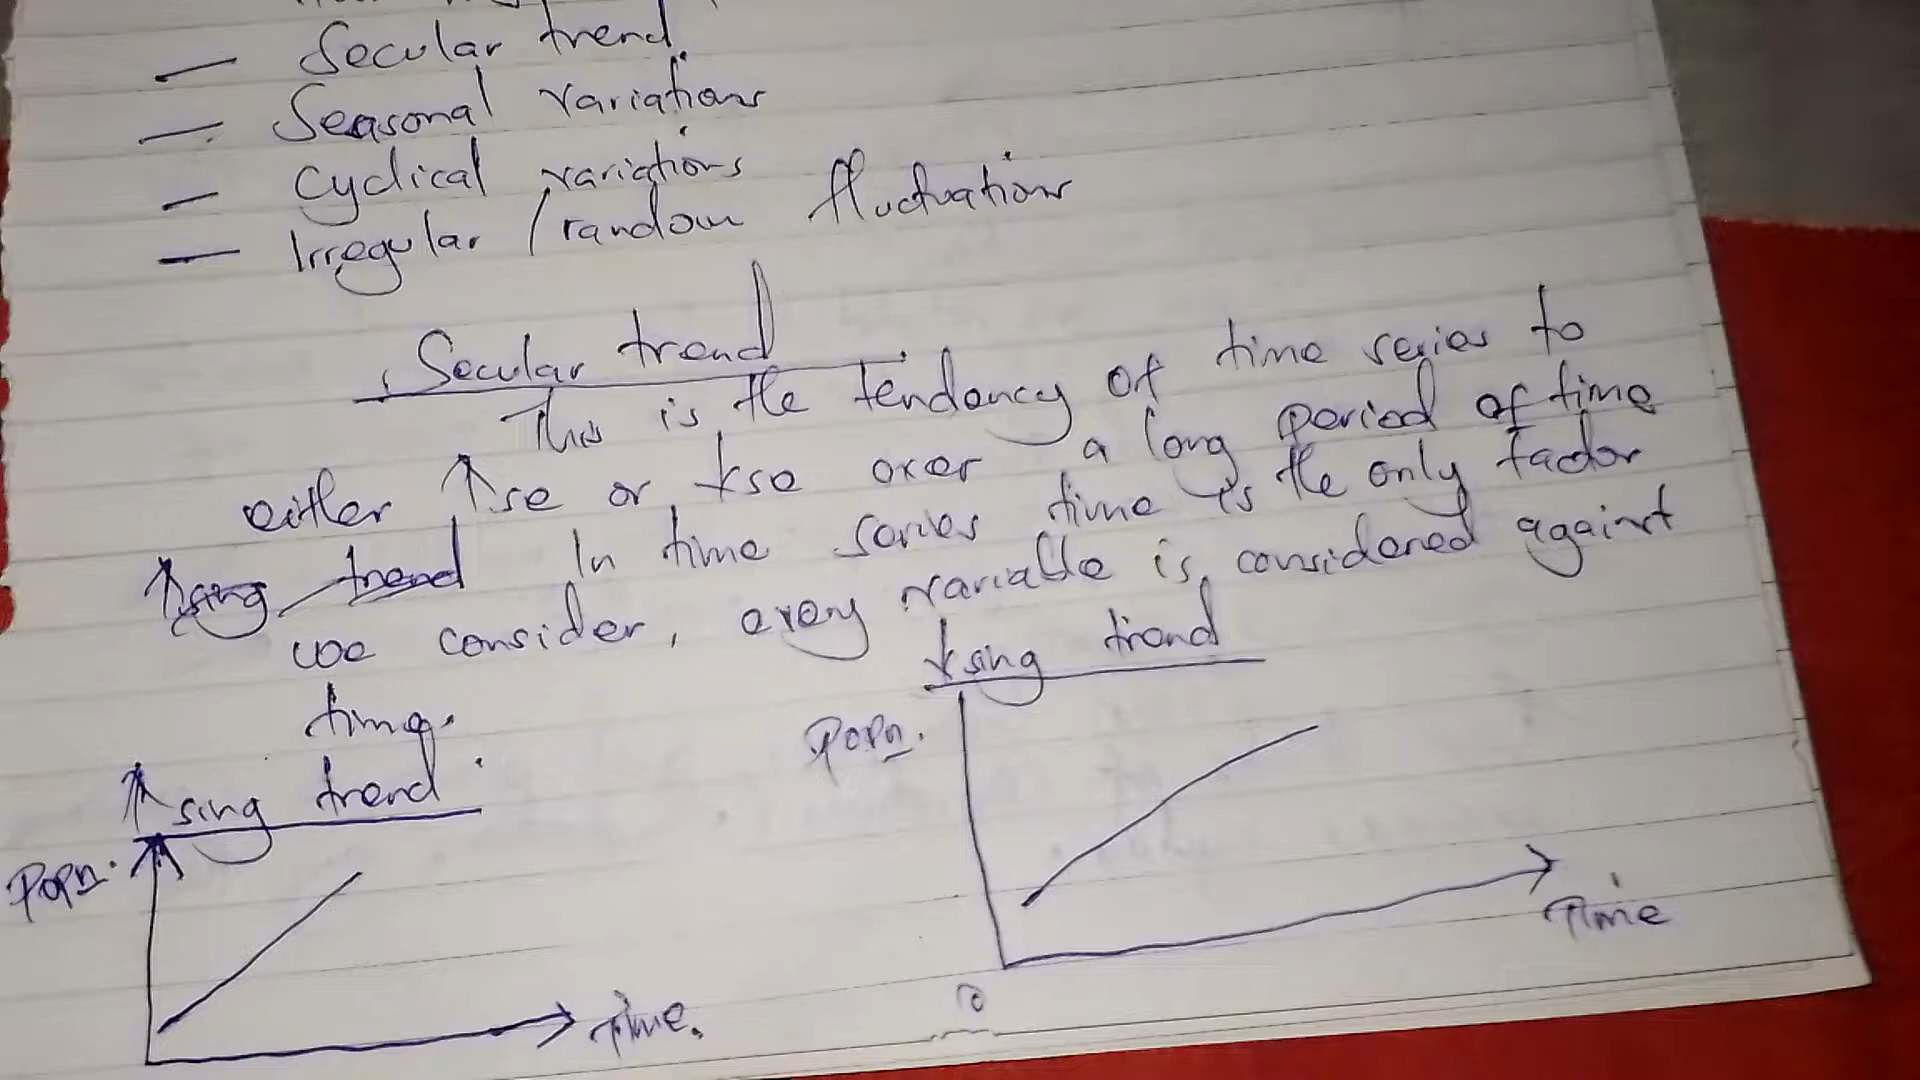 — Secular trend.
— Seasonal variations
— Cyclical variations
— Irregular / random fluctuations
Secular trend
This is the tendency of time series to
either ↑se or ↓se over a long period of time
↑sing trend In time series time is the only factor
we consider, every variable is considered against
time.
↓sing trend
Popn.
↑sing trend
Popn.
Time
Time.